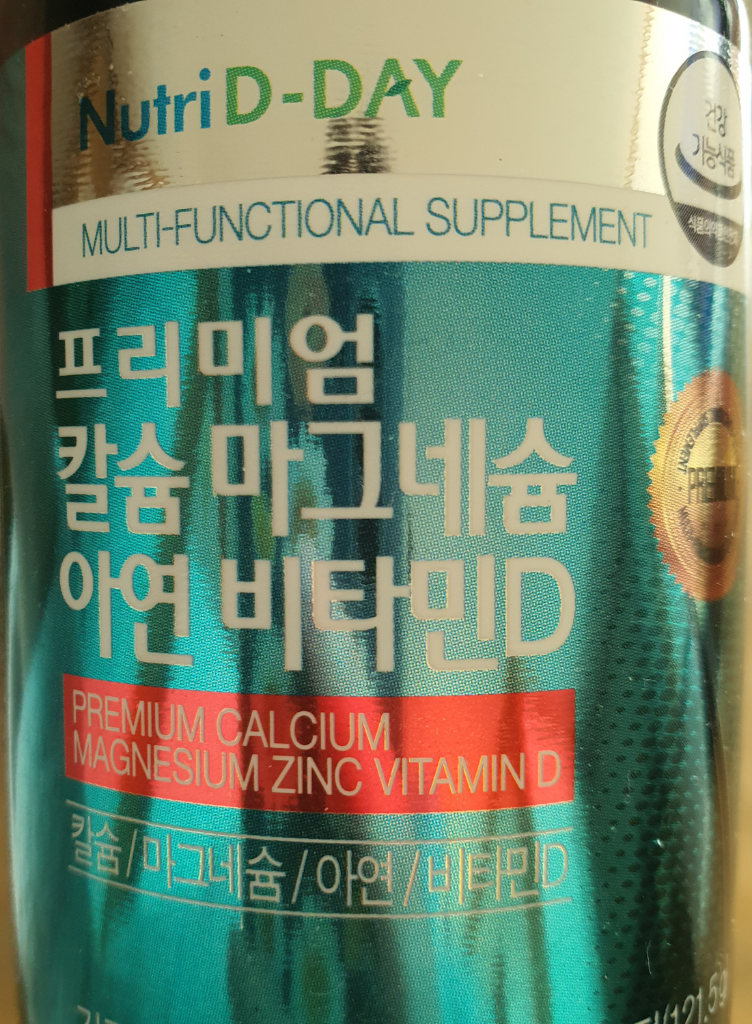 Nutri D-DAY
건강
기능식품
MULTI-FUNCTIONAL SUPPLEMENT
프리미엄
칼슘 마그네슘
아연 비타민D
PREMIUM CALCIUM
MAGNESIUM ZINC VITAMIN D
칼슘/마그네슘/아연/비타민D